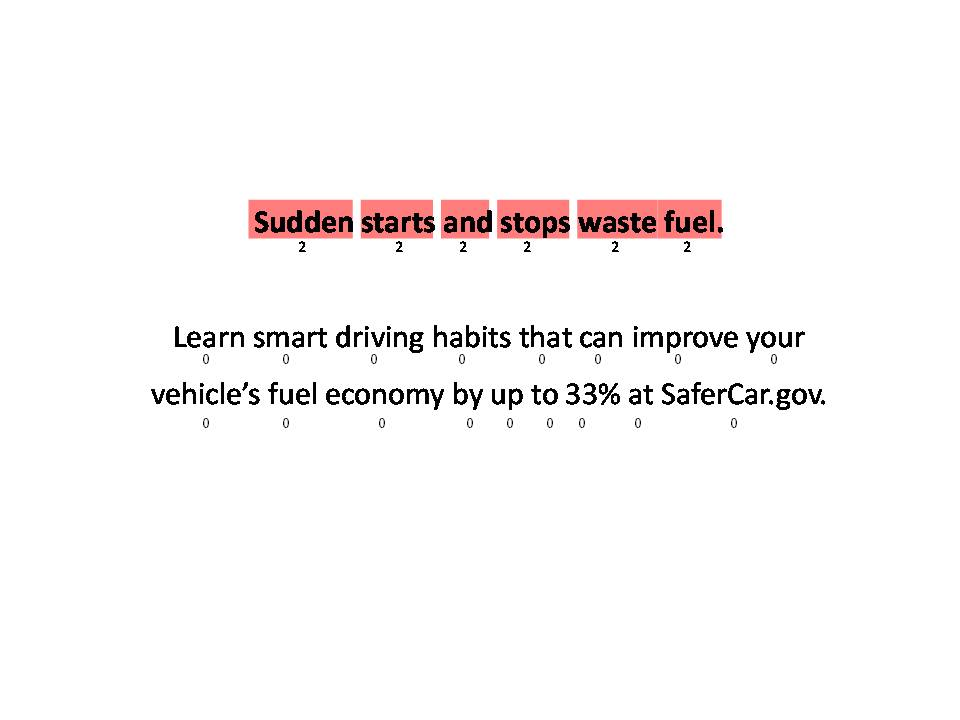 Sudden starts and stops waste fuel.
2 2 2 2 2 2
Learn smart driving habits that can improve your
0 0 0 0 0 0 0 0
vehicle’s fuel economy by up to 33% at SaferCar.gov.
0 0 0 0 0 0 0 0 0